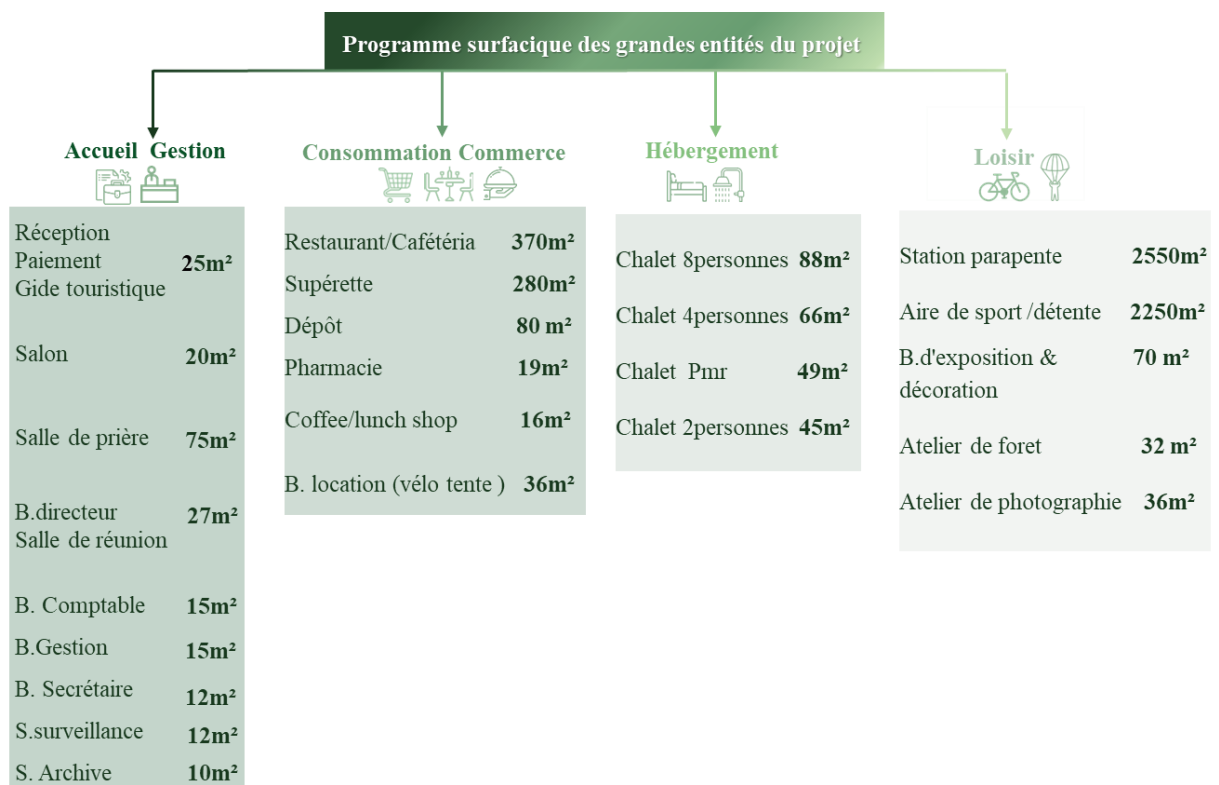 Programme surfacique des grandes entités du projet
Accueil Gestion
Réception
Paiement 25m²
Gide touristique
Salon 20m²
Salle de prière 75m²
B.directeur 27m²
Salle de réunion
B. Comptable 15m²
B.Gestion 15m²
B. Secrétaire 12m²
S.surveillance 12m²
S. Archive 10m²
Consommation Commerce
Restaurant/Cafétéria 370m²
Supérette 280m²
Dépôt 80 m²
Pharmacie 19m²
Coffee/lunch shop 16m²
B. location (vélo tente ) 36m²
Hébergement
Chalet 8personnes 88m²
Chalet 4personnes 66m²
Chalet Pmr 49m²
Chalet 2personnes 45m²
Loisir
Station parapente 2550m²
Aire de sport /détente 2250m²
B.d'exposition & 70 m²
décoration
Atelier de foret 32 m²
Atelier de photographie 36m²